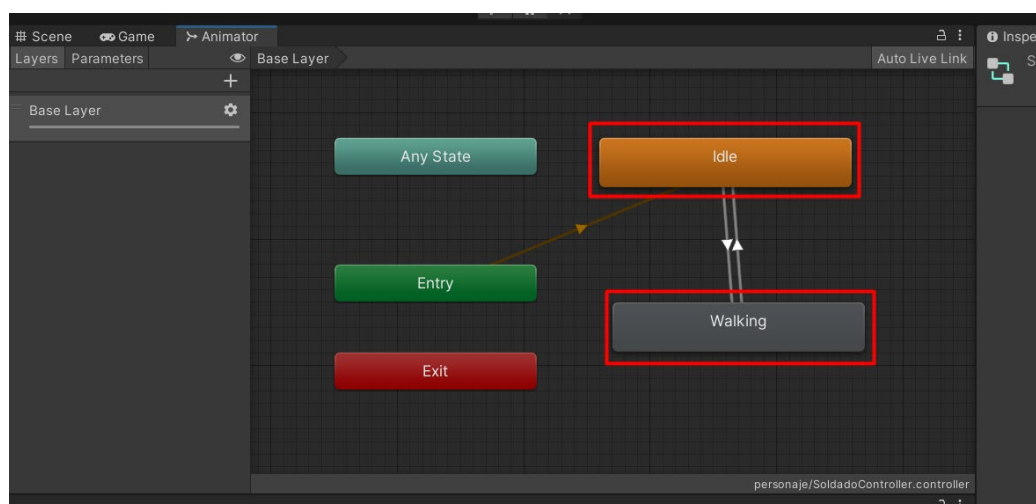 Scene Game Animator Inspe
Layers Parameters Base Layer Auto Live Link S
Base Layer
Any State Idle
Entry
Walking
Exit
personaje/SoldadoController.controller